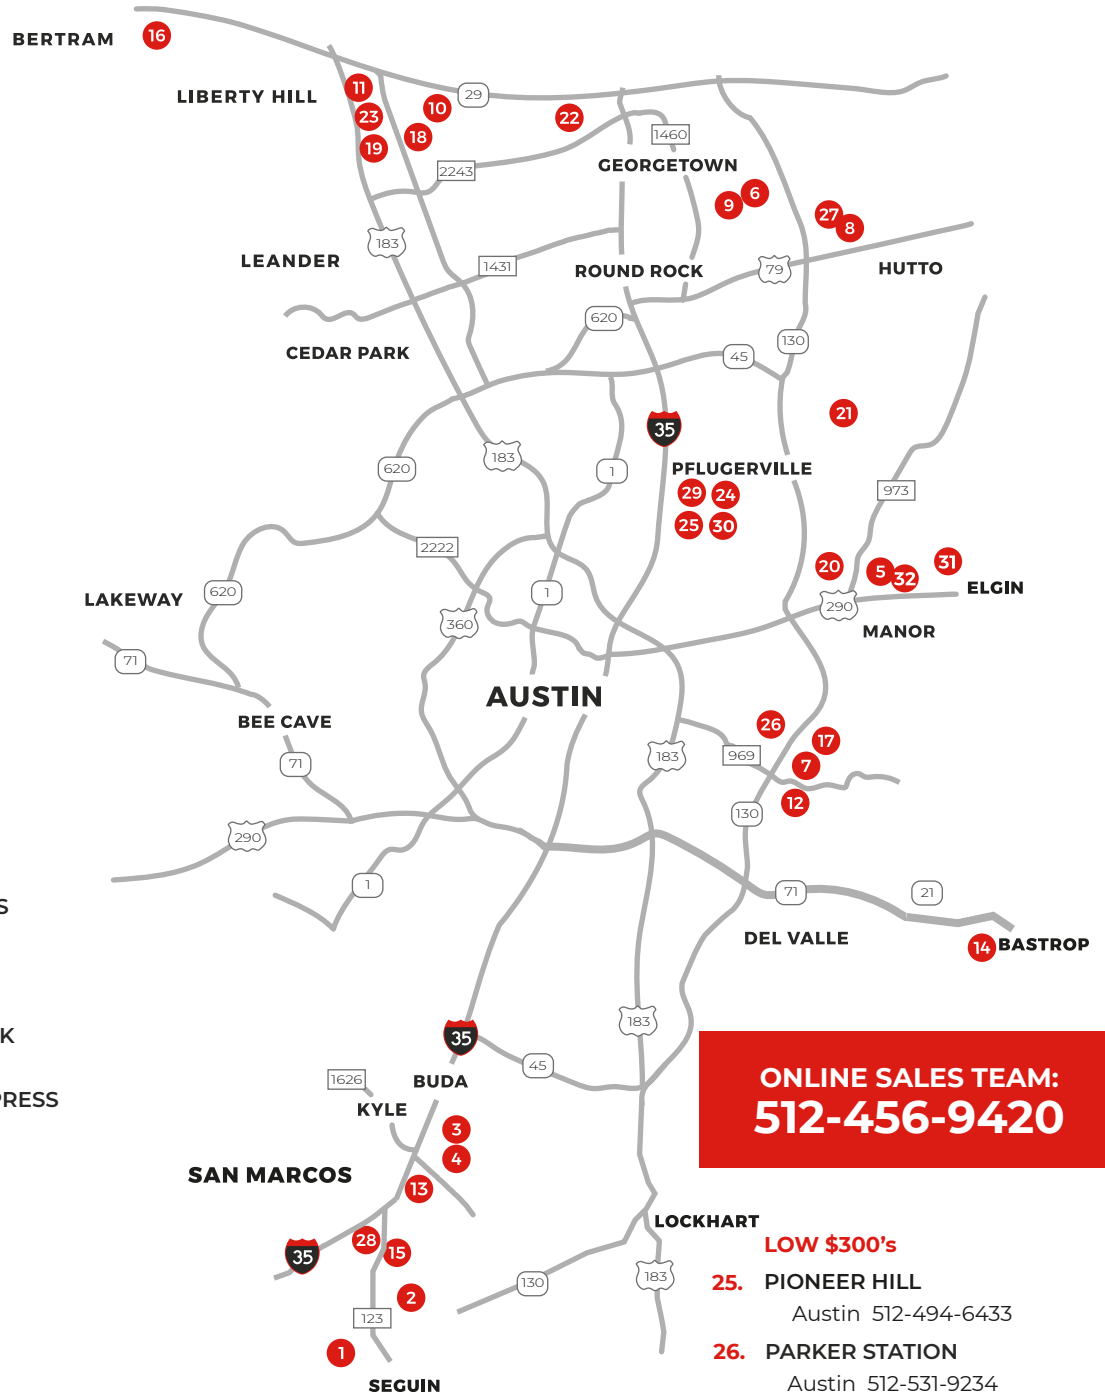 BERTRAM
16
LIBERTY HILL
11
23
19
10
18
29
22
1460
2243
GEORGETOWN
9
6
27
8
183
LEANDER
1431
ROUND ROCK
79
HUTTO
620
130
CEDAR PARK
45
21
35
183
620
1
PFLUGERVILLE
29
24
25
30
973
2222
20
5
32
31
ELGIN
290
MANOR
LAKEWAY
620
1
360
71
AUSTIN
BEE CAVE
71
26
17
183
969
7
12
130
290
1
71
21
S
DEL VALLE
14
BASTROP
K
35
183
45
1626
BUDA
PRESS
KYLE
3
4
ONLINE SALES TEAM:
512-456-9420
SAN MARCOS
13
28
15
35
2
123
1
SEGUIN
130
LOCKHART
183
LOW $300's
25. PIONEER HILL
Austin 512-494-6433
26. PARKER STATION
Austin 512-531-9234